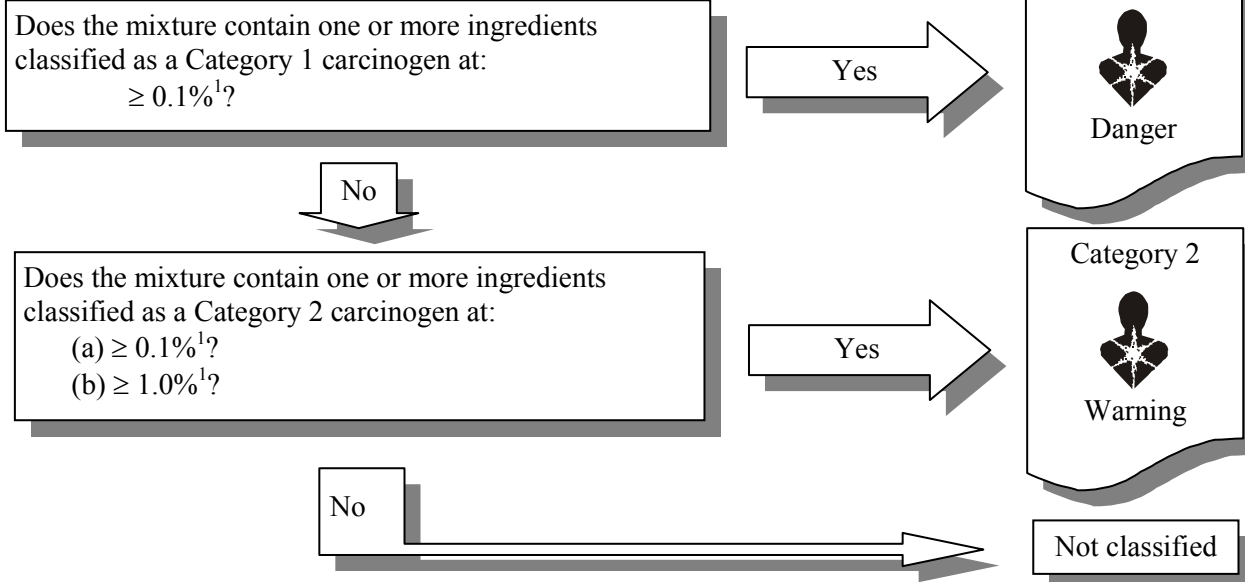 Does the mixture contain one or more ingredients
classified as a Category 1 carcinogen at:
≥ 0.1%¹?
Yes
Danger
No
Does the mixture contain one or more ingredients
classified as a Category 2 carcinogen at:
(a) ≥ 0.1%¹?
(b) ≥ 1.0%¹?
Yes
Category 2
Warning
No
Not classified